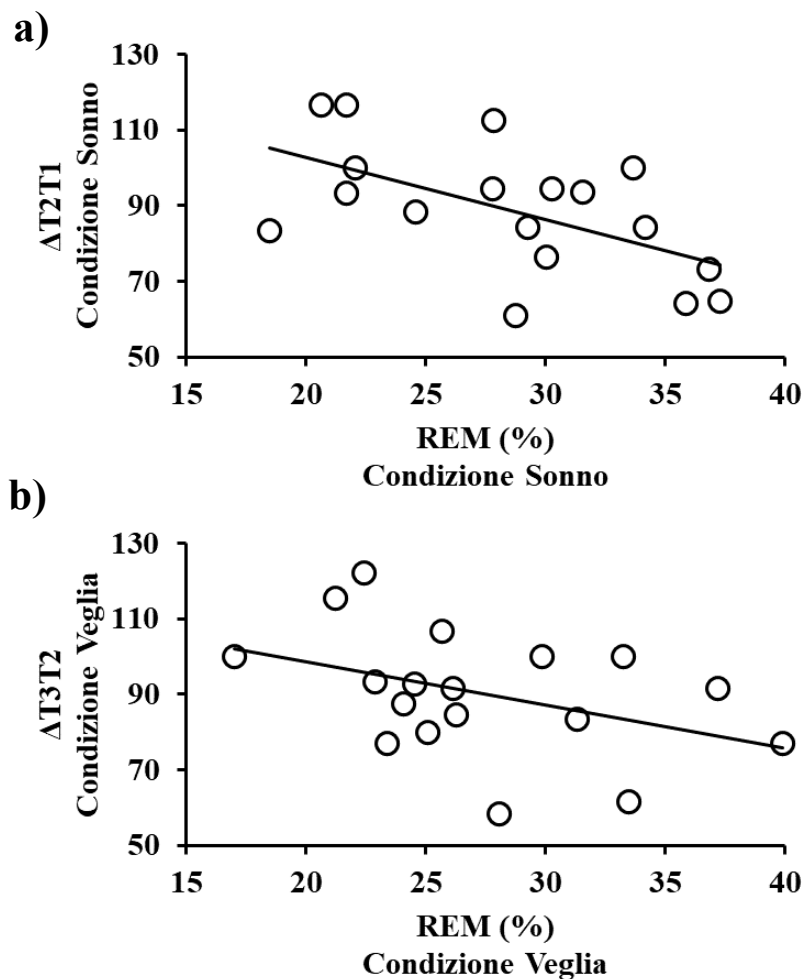 a)
ΔT2T1
Condizione Sonno
130
110
90
70
50
15 20 25 30 35 40
REM (%)
Condizione Sonno
b)
ΔT3T2
Condizione Veglia
130
110
90
70
50
15 20 25 30 35 40
REM (%)
Condizione Veglia